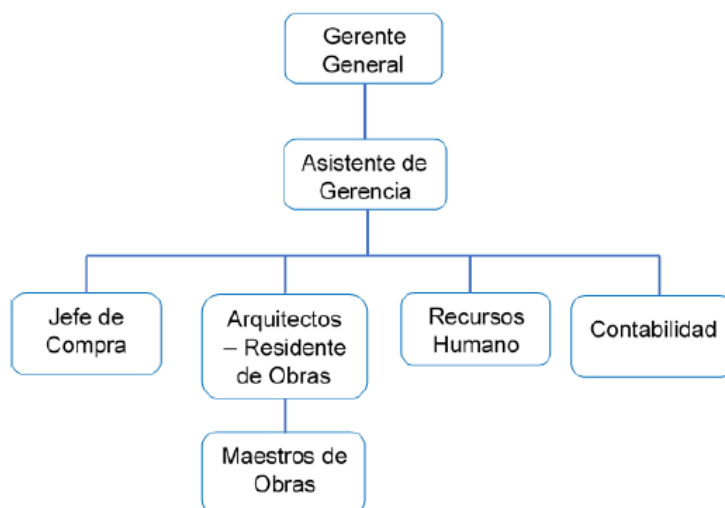 Gerente
General
Asistente de
Gerencia
Jefe de
Compra
Arquitectos
– Residente
de Obras
Recursos
Humano
Contabilidad
Maestros de
Obras